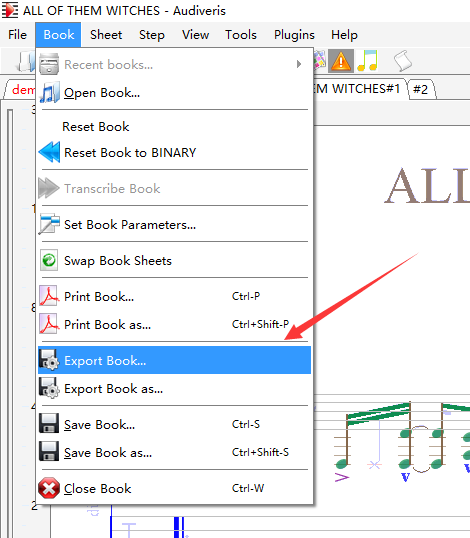 ALL OF THEM WITCHES - Audiveris
File Book Sheet Step View Tools Plugins
Recent books...
Open Book...
Reset Book
Reset Book to BINARY
Transcribe Book
Set Book Parameters...
Swap Book Sheets
Print Book... Ctrl-P
Print Book as... Ctrl+Shift-P
Export Book...
Export Book as...
Save Book... Ctrl-S
Save Book as... Ctrl+Shift-S
Close Book Ctrl-W
dem
EM WITCHES#1 #2
ALL